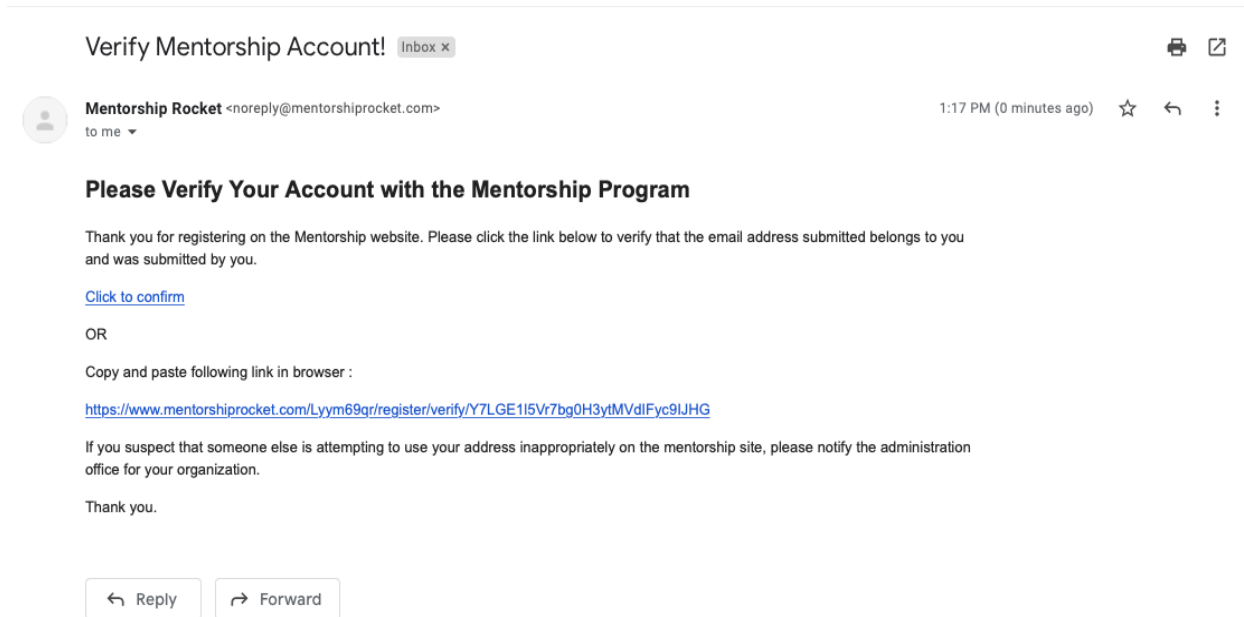 Verify Mentorship Account! Inbox ×
Mentorship Rocket <noreply@mentorshiprocket.com> 1:17 PM (0 minutes ago)
to me
Please Verify Your Account with the Mentorship Program
Thank you for registering on the Mentorship website. Please click the link below to verify that the email address submitted belongs to you
and was submitted by you.
Click to confirm
OR
Copy and paste following link in browser :
https://www.mentorshiprocket.com/Lyym69qr/register/verify/Y7LGE1I5Vr7bg0H3ytMVdIFyc9IJHG
If you suspect that someone else is attempting to use your address inappropriately on the mentorship site, please notify the administration
office for your organization.
Thank you.
Reply Forward